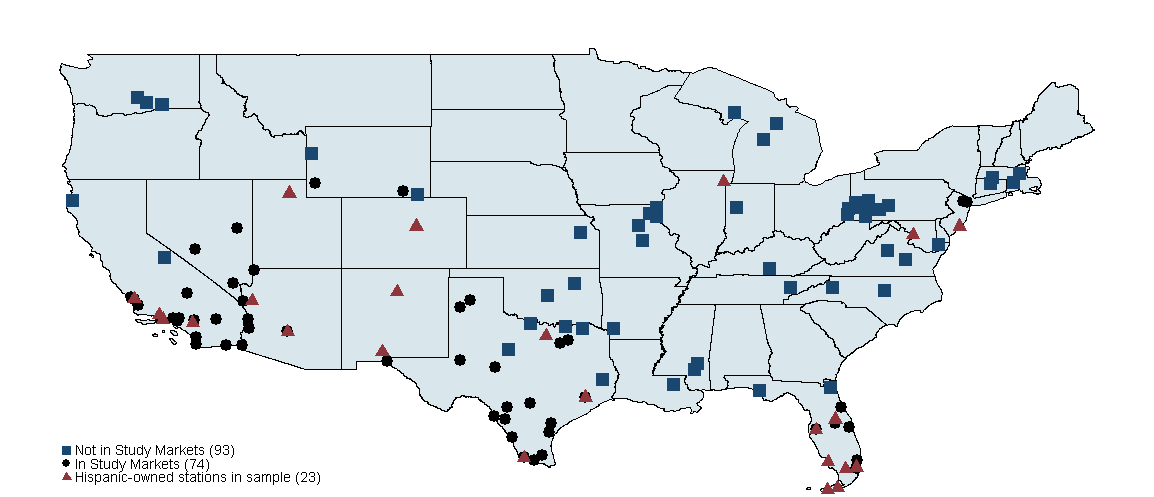 Not in Study Markets (93)
In Study Markets (74)
Hispanic-owned stations in sample (23)